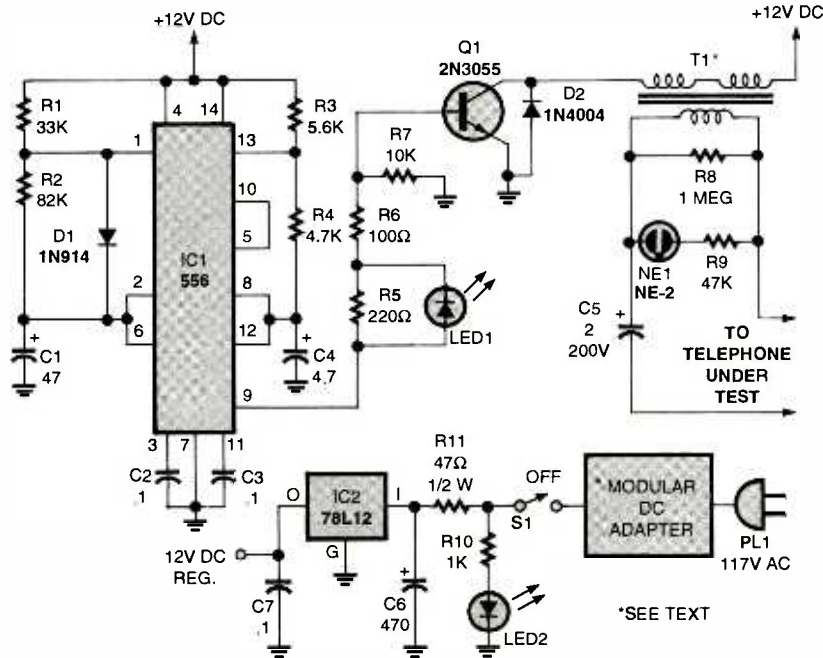 +12V DC
+12V DC
Q1
2N3055
T1*
D2
1N4004
R1
33K
4
14
R3
5.6K
1
13
R7
10K
R8
1 MEG
R2
82K
10
R4
4.7K
R6
100Ω
D1
1N914
5
IC1
556
NE1
NE-2
R9
47K
2
8
R5
220Ω
LED1
C5
2
200V
+
6
12
TO
TELEPHONE
UNDER
TEST
+
C1
47
+
C4
4.7
9
3
7
11
C2
.1
C3
.1
R11
47Ω
1/2 W
OFF
S1
O
IC2
78L12
I
G
*MODULAR
DC
ADAPTER
PL1
117V AC
R10
1K
12V DC
REG.
C7
.1
+
C6
470
LED2
*SEE TEXT